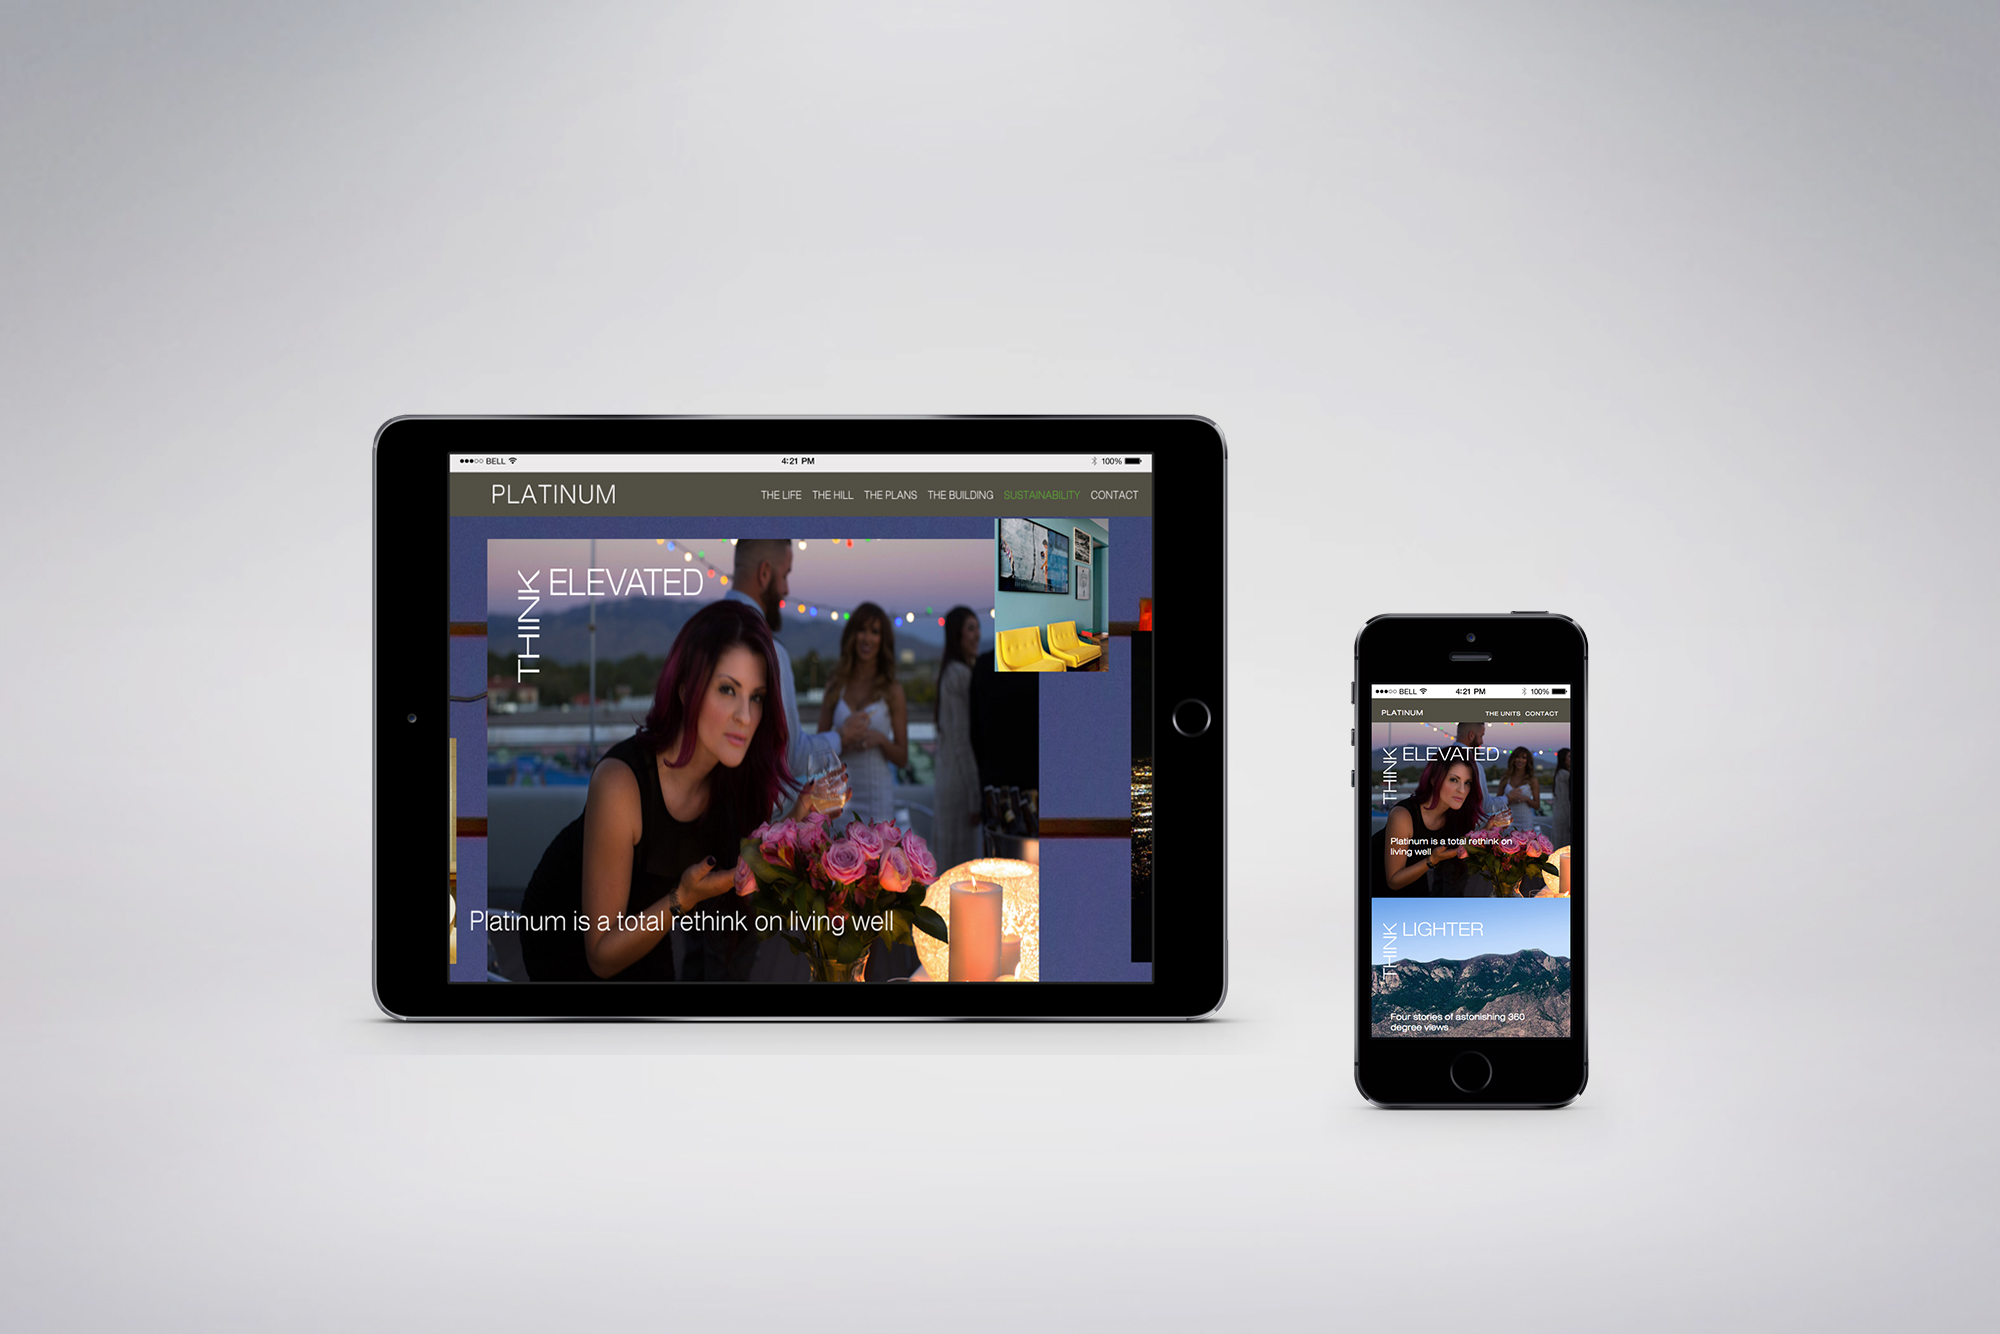 ●●●○○ BELL 4:21 PM 100%
PLATINUM THE LIFE THE HILL THE PLANS THE BUILDING SUSTAINABILITY CONTACT
THINK ELEVATED
Platinum is a total rethink on living well
●●●○○ BELL 4:21 PM 100%
PLATINUM THE UNITS CONTACT
THINK ELEVATED
Platinum is a total rethink on
living well
THINK LIGHTER
Four stories of astonishing 360
degree views